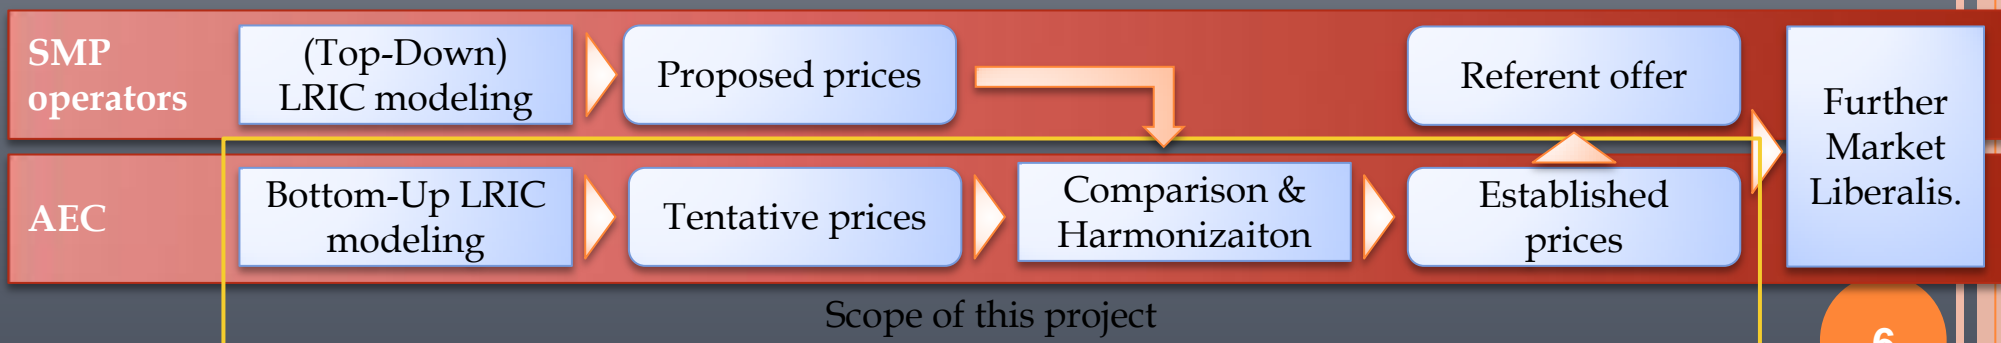 SMP
operators
(Top-Down)
LRIC modeling
Proposed prices
Referent offer
Further
Market
Liberalis.
AEC
Bottom-Up LRIC
modeling
Tentative prices
Comparison &
Harmonizaiton
Established
prices
Scope of this project
6